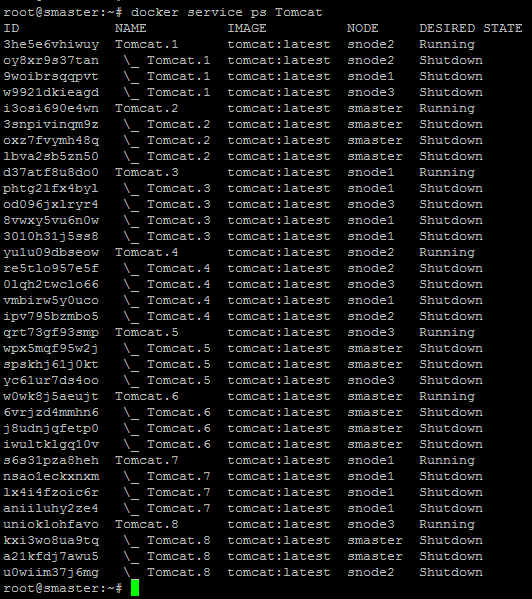 root@smaster:~# docker service ps Tomcat
ID NAME IMAGE NODE DESIRED STATE
3he5e6vhiwuy Tomcat.1 tomcat:latest snode2 Running
oy8xr9s37tan \_ Tomcat.1 tomcat:latest snode2 Shutdown
9woibrsqqpvt \_ Tomcat.1 tomcat:latest snode1 Shutdown
w9921dkieagd \_ Tomcat.1 tomcat:latest snode3 Shutdown
i3osi690e4wn Tomcat.2 tomcat:latest smaster Running
3snpivinqm9z \_ Tomcat.2 tomcat:latest smaster Shutdown
oxz7fvymh48q \_ Tomcat.2 tomcat:latest smaster Shutdown
lbva2sb5zn50 \_ Tomcat.2 tomcat:latest smaster Shutdown
d37atf8u8do0 Tomcat.3 tomcat:latest snode1 Running
phtg2lfx4byl \_ Tomcat.3 tomcat:latest snode1 Shutdown
od096jxlryr4 \_ Tomcat.3 tomcat:latest snode3 Shutdown
8vwxy5vu6n0w \_ Tomcat.3 tomcat:latest snode1 Shutdown
3010h31j5ss8 \_ Tomcat.3 tomcat:latest snode1 Shutdown
yu1u09dbseow Tomcat.4 tomcat:latest snode2 Running
re5tlo957e5f \_ Tomcat.4 tomcat:latest snode2 Shutdown
0lqh2twclo66 \_ Tomcat.4 tomcat:latest snode3 Shutdown
vmbirw5y0uco \_ Tomcat.4 tomcat:latest snode1 Shutdown
ipv795bzmbo5 \_ Tomcat.4 tomcat:latest snode2 Shutdown
qrt73gf93smp Tomcat.5 tomcat:latest snode3 Running
wpx5mqf95w2j \_ Tomcat.5 tomcat:latest smaster Shutdown
spskhj61j0kt \_ Tomcat.5 tomcat:latest smaster Shutdown
yc61ur7ds4oo \_ Tomcat.5 tomcat:latest snode3 Shutdown
w0wk8j5aeujt Tomcat.6 tomcat:latest smaster Running
6vrjzd4mmhn6 \_ Tomcat.6 tomcat:latest smaster Shutdown
j8udnjqfetp0 \_ Tomcat.6 tomcat:latest smaster Shutdown
iwultklgq10v \_ Tomcat.6 tomcat:latest smaster Shutdown
s6s31pza8heh Tomcat.7 tomcat:latest snode1 Running
nsao1eckxnxm \_ Tomcat.7 tomcat:latest snode1 Shutdown
lx4i4fzoic6r \_ Tomcat.7 tomcat:latest snode1 Shutdown
aniiluhy2ze4 \_ Tomcat.7 tomcat:latest snode1 Shutdown
unioklohfavo Tomcat.8 tomcat:latest snode3 Running
kxi3wo8ua9tq \_ Tomcat.8 tomcat:latest smaster Shutdown
a21kfdj7awu5 \_ Tomcat.8 tomcat:latest smaster Shutdown
u0wiim37j6mg \_ Tomcat.8 tomcat:latest snode2 Shutdown
root@smaster:~#